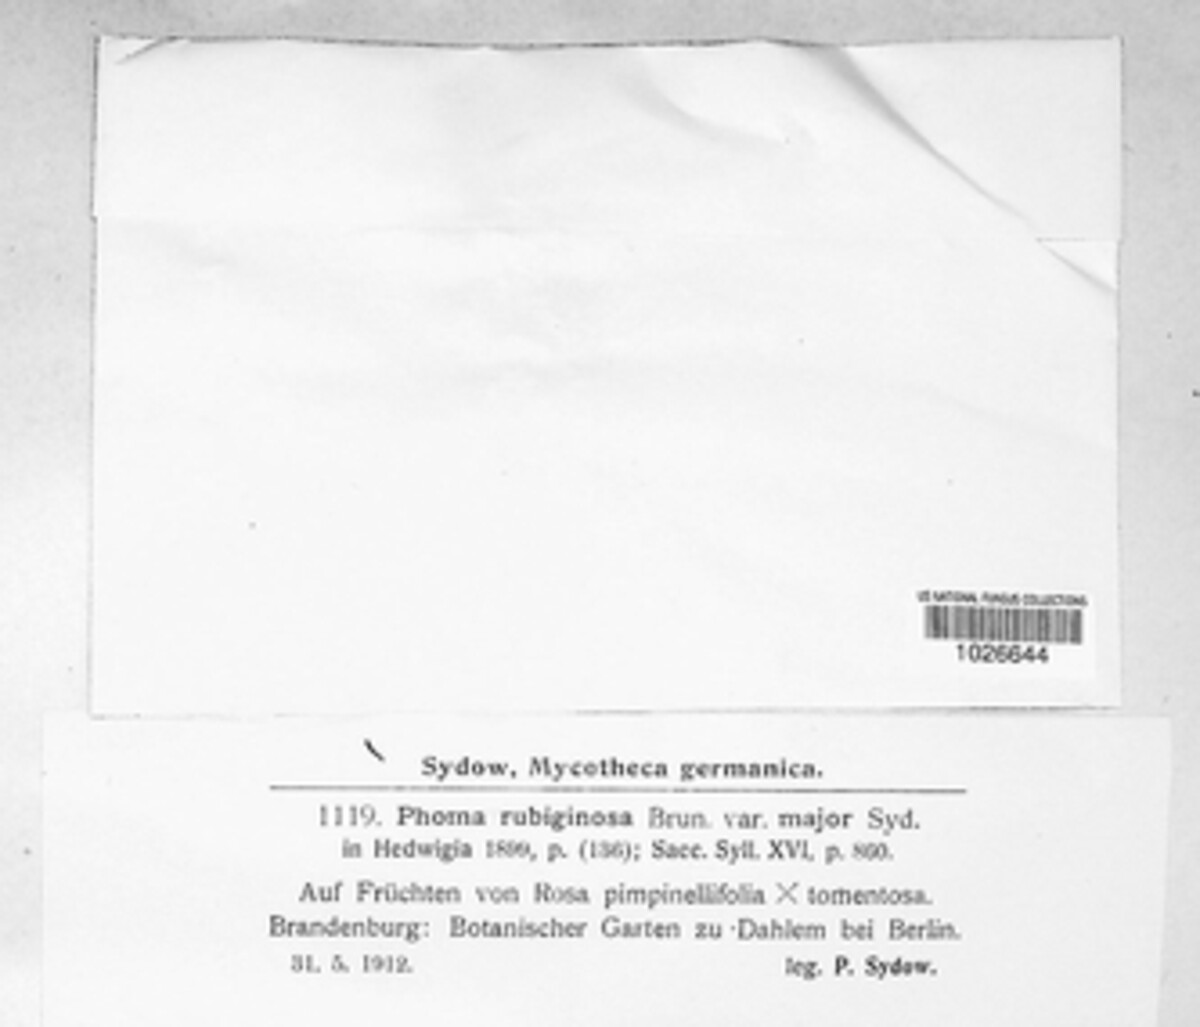 US NATIONAL FUNGUS COLLECTIONS
1026644
Sydow, Mycotheca germanica.
1119. Phoma rubiginosa Brun. var. major Syd.
in Hedwigia 1899, p. (136); Sacc. Syll. XVI, p. 860.
Auf Früchten von Rosa pimpinellifolia × tomentosa.
Brandenburg: Botanischer Garten zu Dahlem bei Berlin.
31. 5. 1912. leg. P. Sydow.